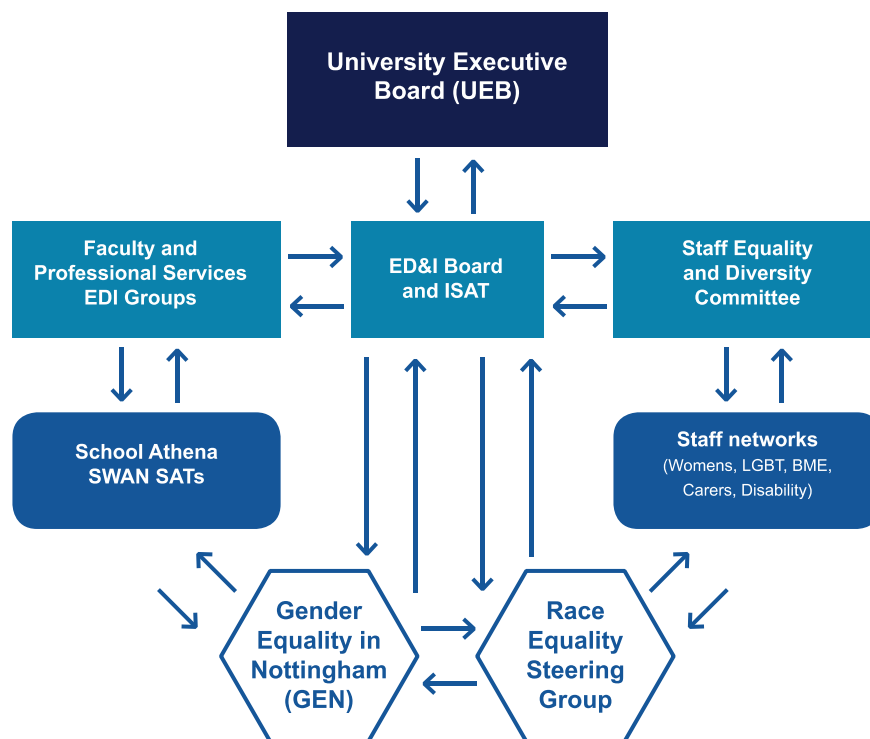 University Executive
Board (UEB)
Faculty and
Professional Services
EDI Groups
ED&I Board
and ISAT
Staff Equality
and Diversity
Committee
School Athena
SWAN SATs
Staff networks
(Womens, LGBT, BME,
Carers, Disability)
Gender
Equality in
Nottingham
(GEN)
Race
Equality
Steering
Group